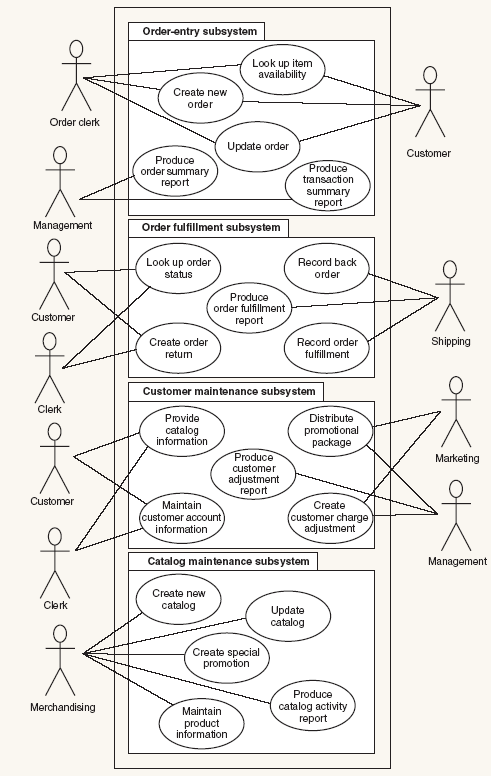 Order-entry subsystem
Look up item
availability
Create new
order
Order clerk
Update order
Customer
Produce
order summary
report
Produce
transaction
summary
report
Management
Order fulfillment subsystem
Look up order
status
Record back
order
Produce
order fulfillment
report
Customer
Create order
return
Record order
fulfillment
Shipping
Clerk
Customer maintenance subsystem
Provide
catalog
information
Distribute
promotional
package
Marketing
Produce
customer
adjustment
report
Customer
Maintain
customer account
information
Create
customer charge
adjustment
Management
Clerk
Catalog maintenance subsystem
Create new
catalog
Update
catalog
Create special
promotion
Merchandising
Produce
catalog activity
report
Maintain
product
information